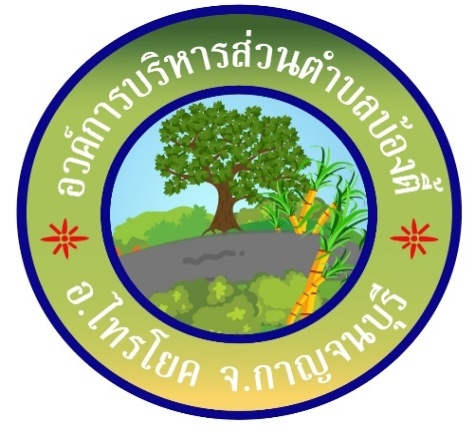 องค์การบริหารส่วนตำบลบ้องตี้
อ.ไทรโยค จ.กาญจนบุรี